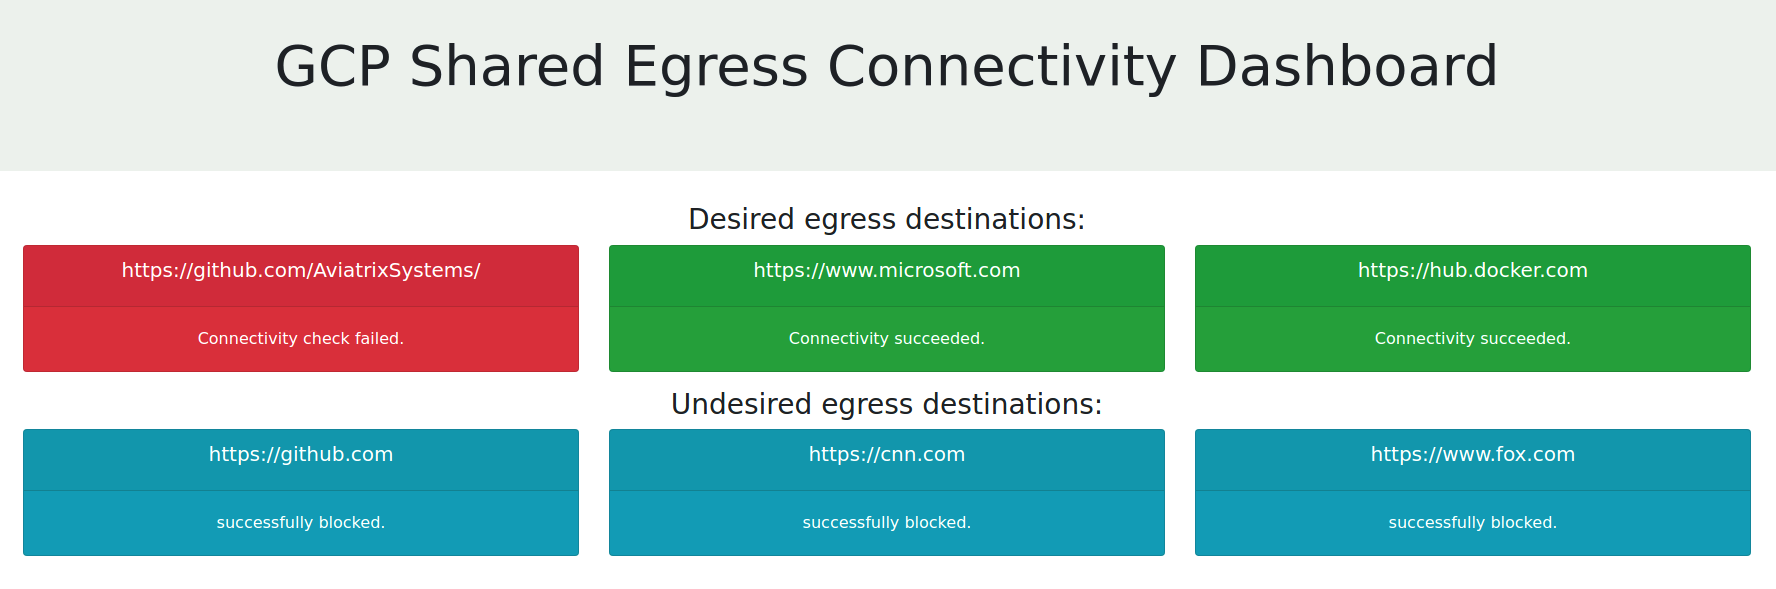 GCP Shared Egress Connectivity Dashboard
Desired egress destinations:
https://github.com/AviatrixSystems/
Connectivity check failed.
https://www.microsoft.com
Connectivity succeeded.
https://hub.docker.com
Connectivity succeeded.
Undesired egress destinations:
https://github.com
successfully blocked.
https://cnn.com
successfully blocked.
https://www.fox.com
successfully blocked.